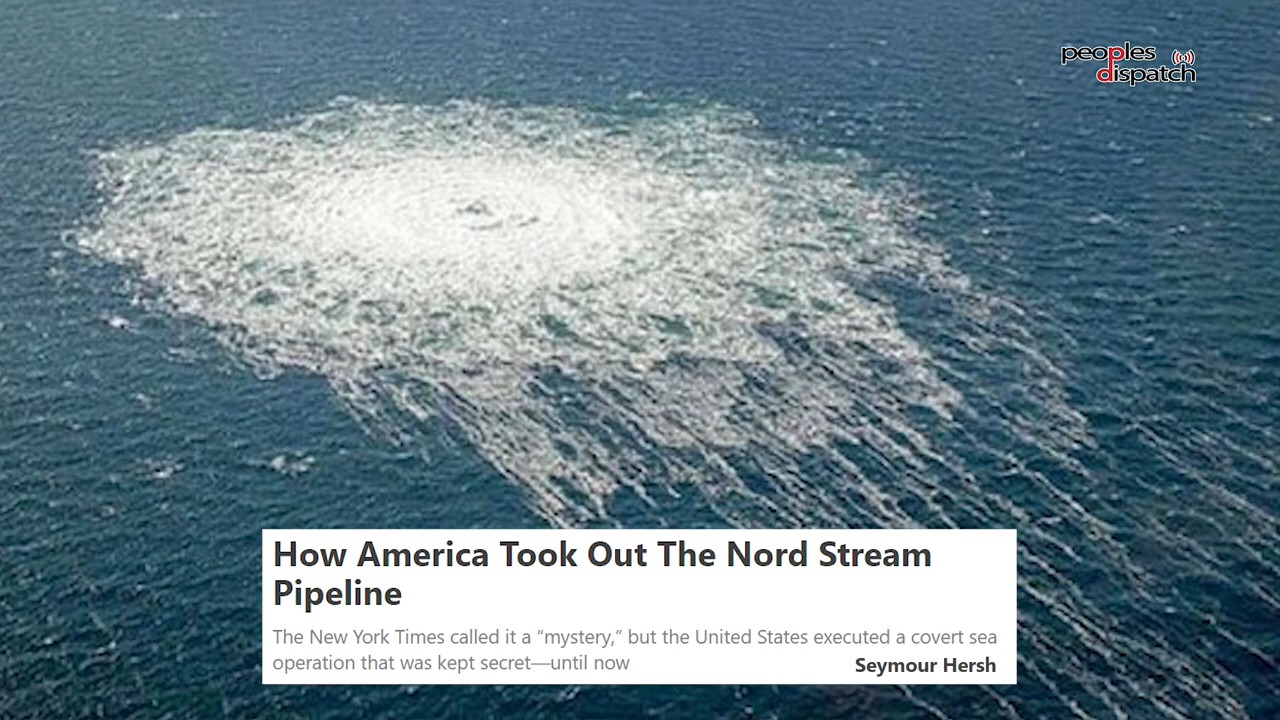 peoples
dispatch
How America Took Out The Nord Stream
Pipeline
The New York Times called it a “mystery,” but the United States executed a covert sea
operation that was kept secret—until now
Seymour Hersh